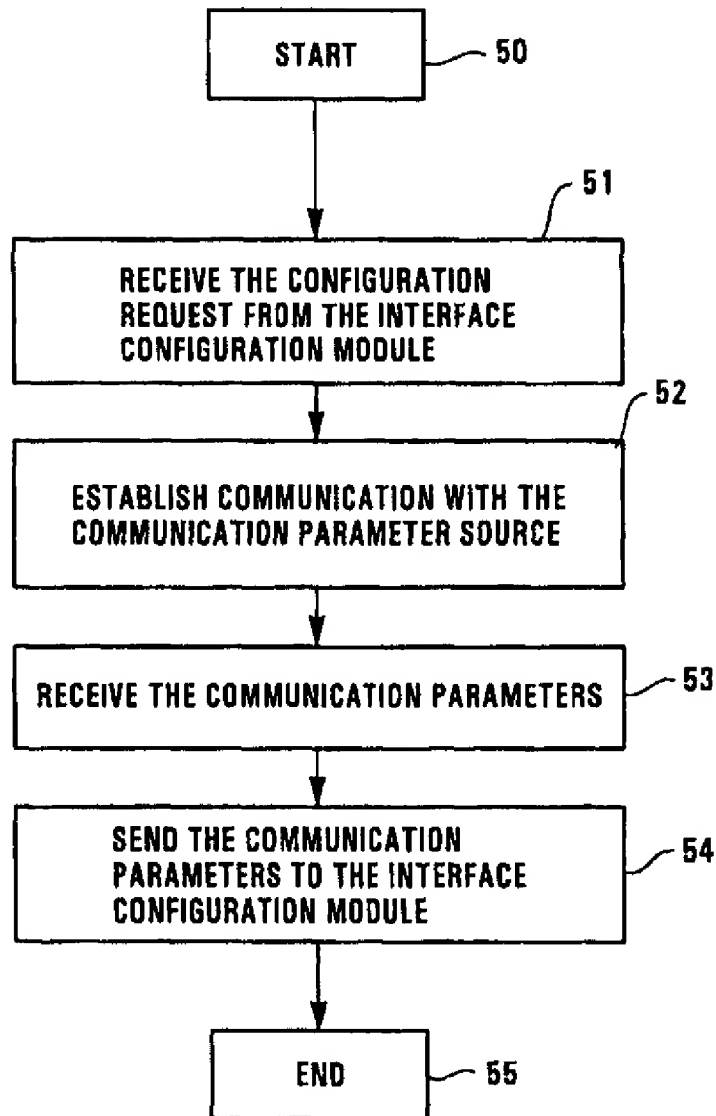 START
50
51
RECEIVE THE CONFIGURATION
REQUEST FROM THE INTERFACE
CONFIGURATION MODULE
52
ESTABLISH COMMUNICATION WITH THE
COMMUNICATION PARAMETER SOURCE
RECEIVE THE COMMUNICATION PARAMETERS
53
SEND THE COMMUNICATION
PARAMETERS TO THE INTERFACE
CONFIGURATION MODULE
54
END
55